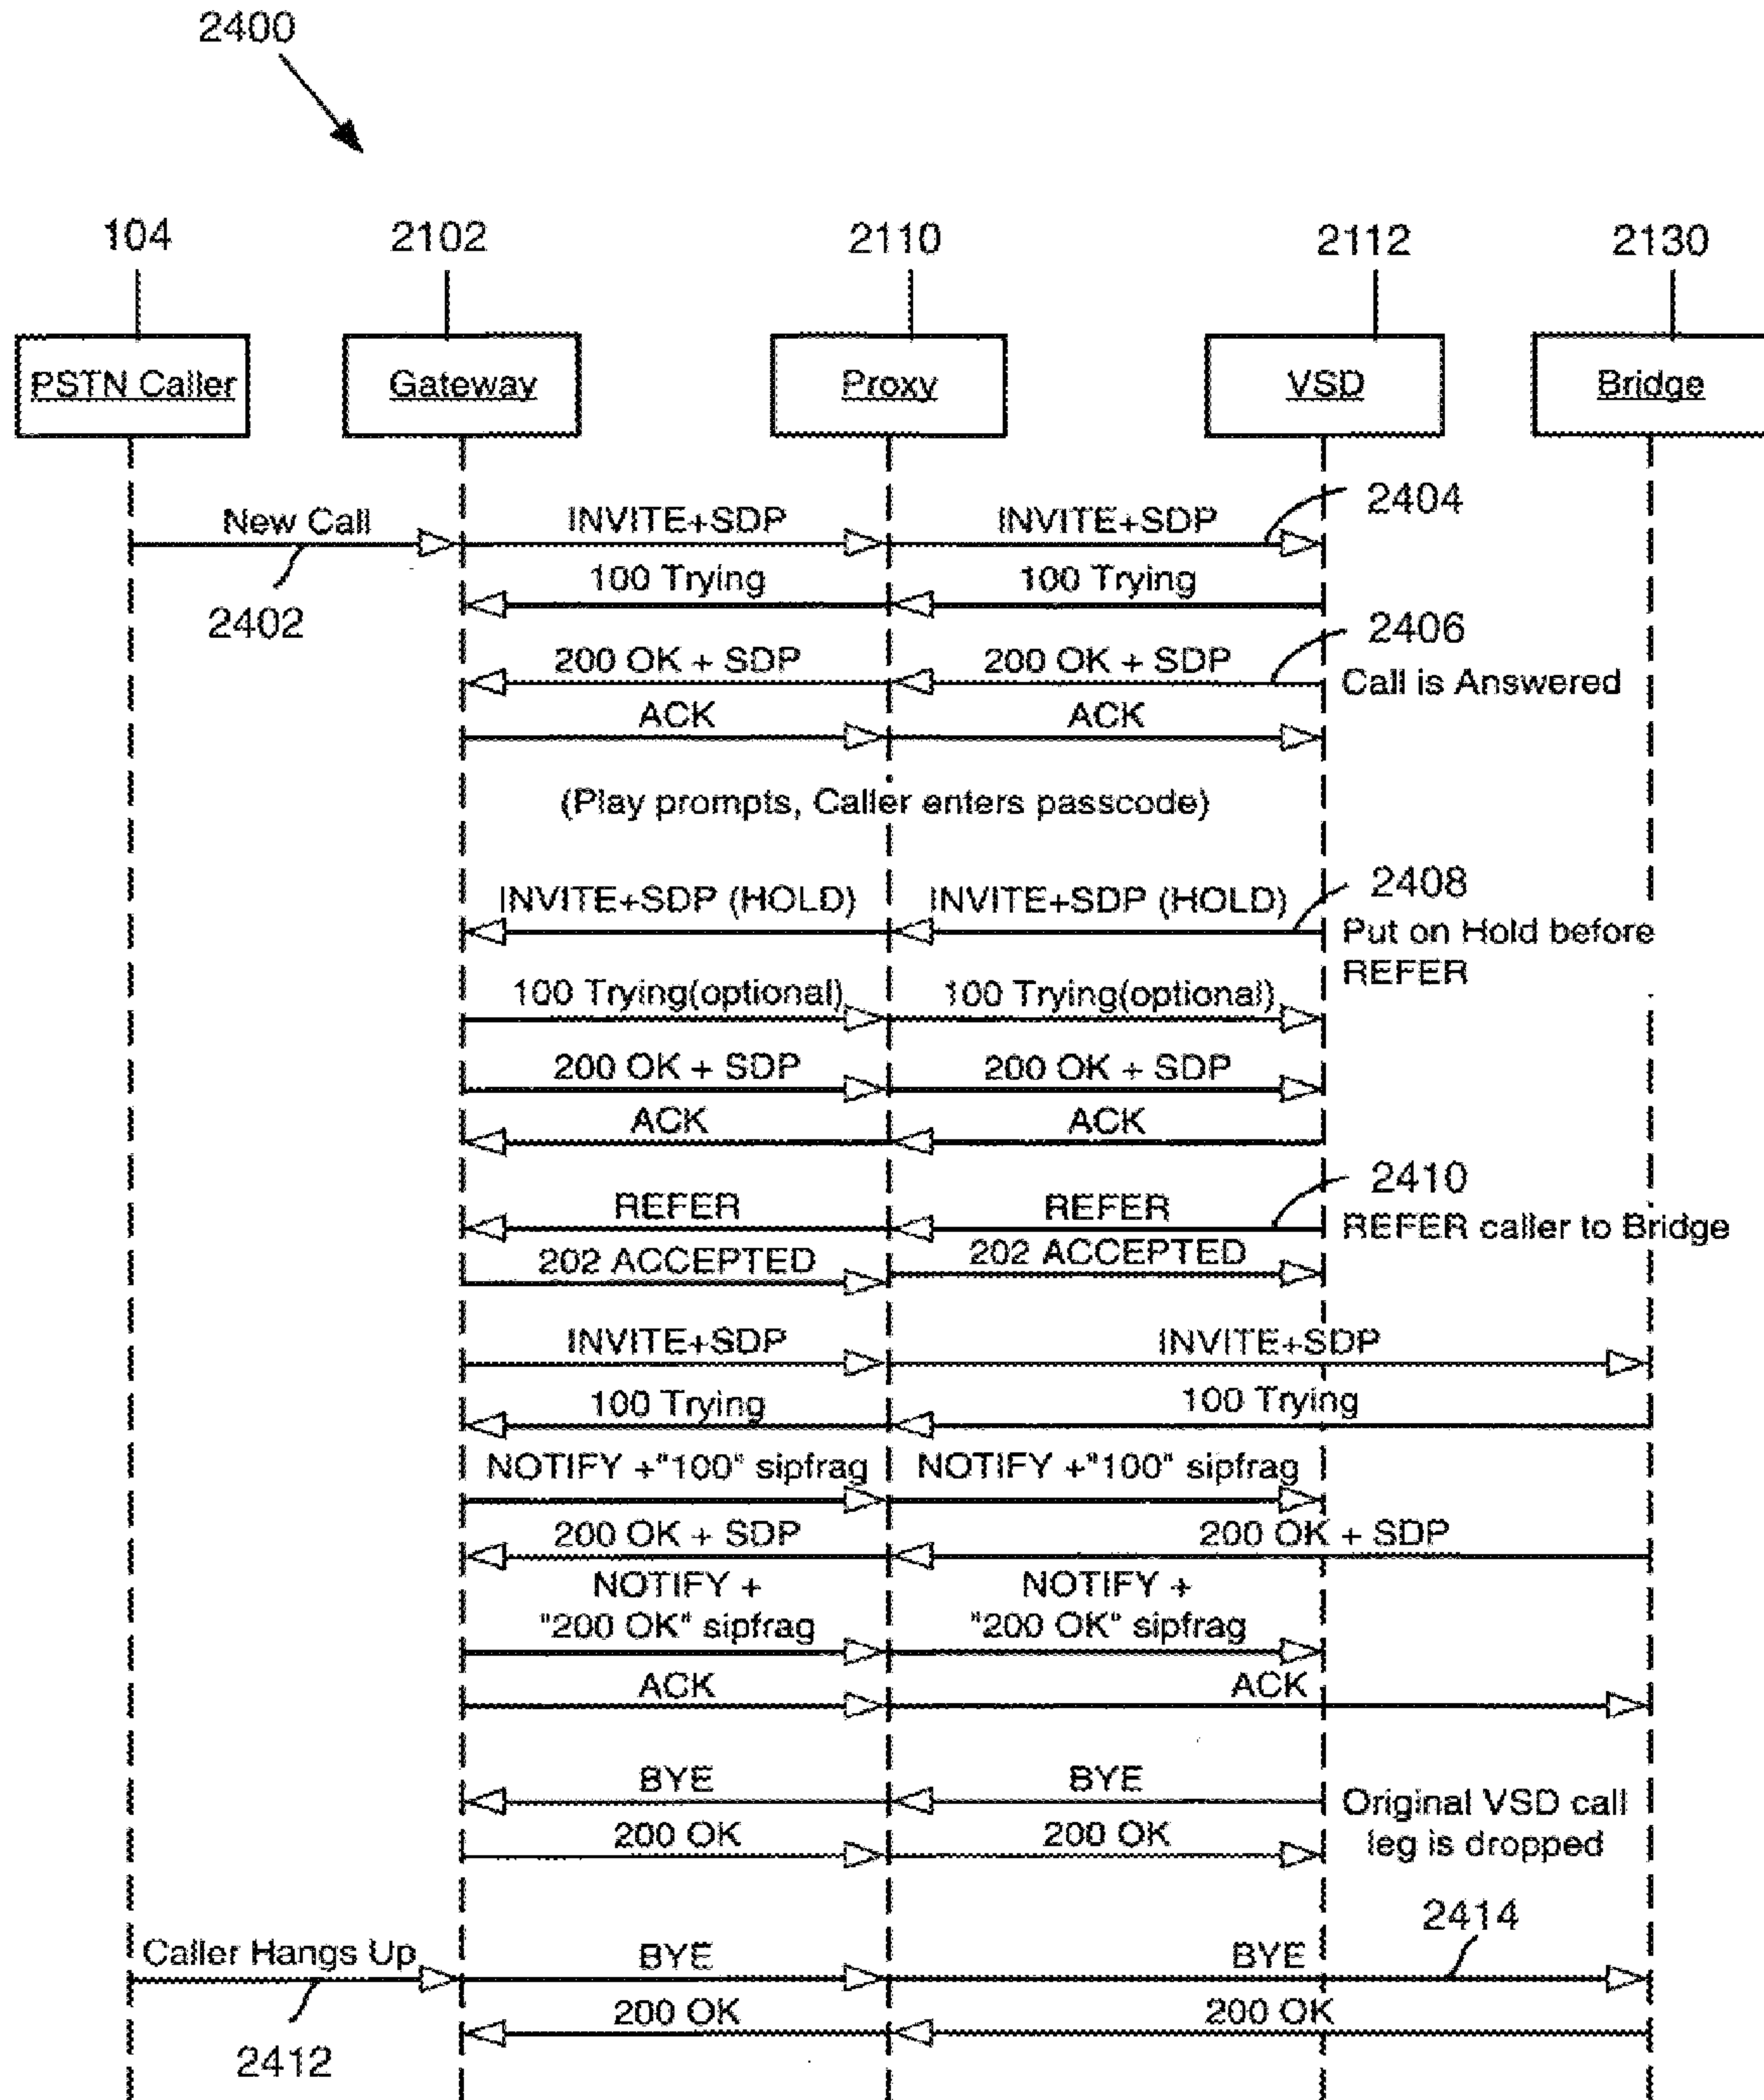 2400
104
2102
2110
2112
2130
PSTN Caller
Gateway
Proxy
VSD
Bridge
New Call
INVITE+SDP
INVITE+SDP
2404
2402
100 Trying
100 Trying
200 OK + SDP
200 OK + SDP
2406
Call is Answered
ACK
ACK
(Play prompts, Caller enters passcode)
INVITE+SDP (HOLD)
INVITE+SDP (HOLD)
2408
Put on Hold before
REFER
100 Trying(optional)
100 Trying(optional)
200 OK + SDP
200 OK + SDP
ACK
ACK
2410
REFER
REFER
REFER caller to Bridge
202 ACCEPTED
202 ACCEPTED
INVITE+SDP
INVITE+SDP
100 Trying
100 Trying
NOTIFY +"100" sipfrag
NOTIFY +"100" sipfrag
200 OK + SDP
200 OK + SDP
NOTIFY +
"200 OK" sipfrag
NOTIFY +
"200 OK" sipfrag
ACK
ACK
BYE
BYE
Original VSD call
leg is dropped
200 OK
200 OK
2414
Caller Hangs Up
BYE
BYE
2412
200 OK
200 OK